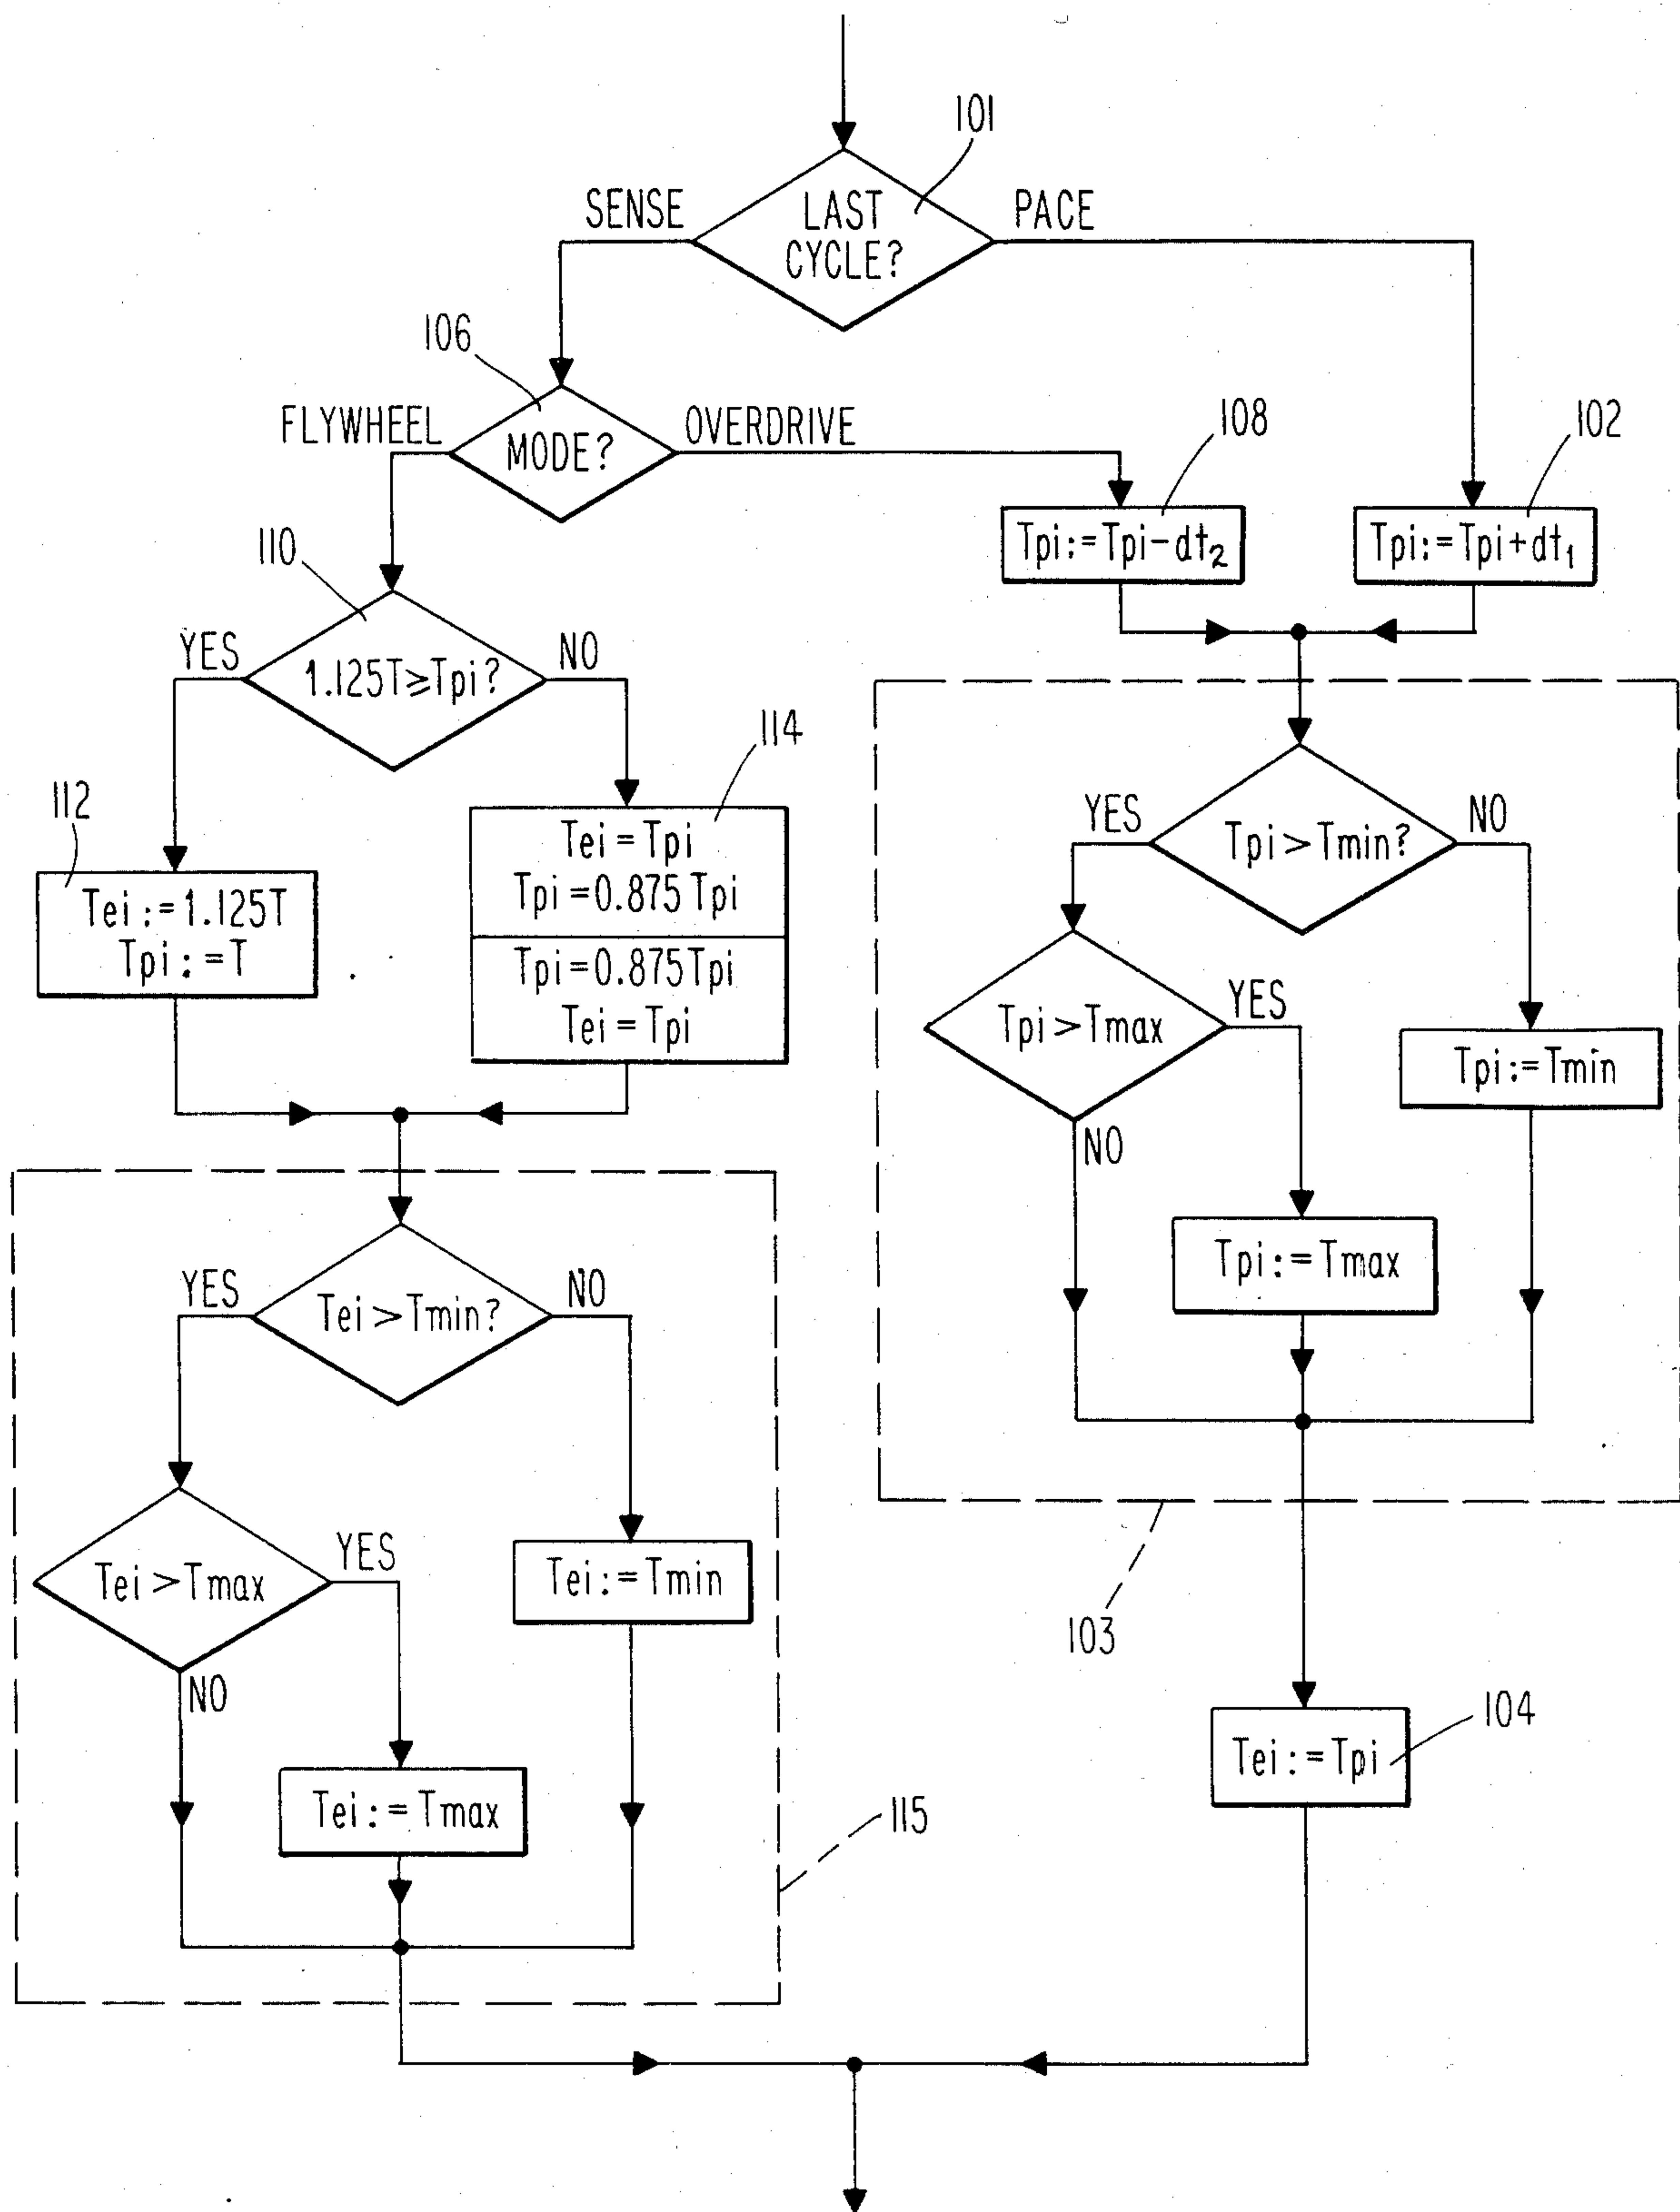 101
SENSE
LAST
CYCLE?
PACE
106
FLYWHEEL
MODE?
OVERDRIVE
108
102
Tpi:=Tpi-dt₂
Tpi:=Tpi+dt₁
110
YES
1.125T≥Tpi?
NO
114
112
Tei:=1.125T
Tpi:=T
Tei=Tpi
Tpi=0.875Tpi
Tpi=0.875Tpi
Tei=Tpi
YES
Tpi>Tmin?
NO
Tpi>Tmax
YES
NO
Tpi:=Tmin
Tpi:=Tmax
103
104
Tei:=Tpi
YES
Tei>Tmin?
NO
Tei>Tmax
YES
NO
Tei:=Tmin
Tei:=Tmax
115